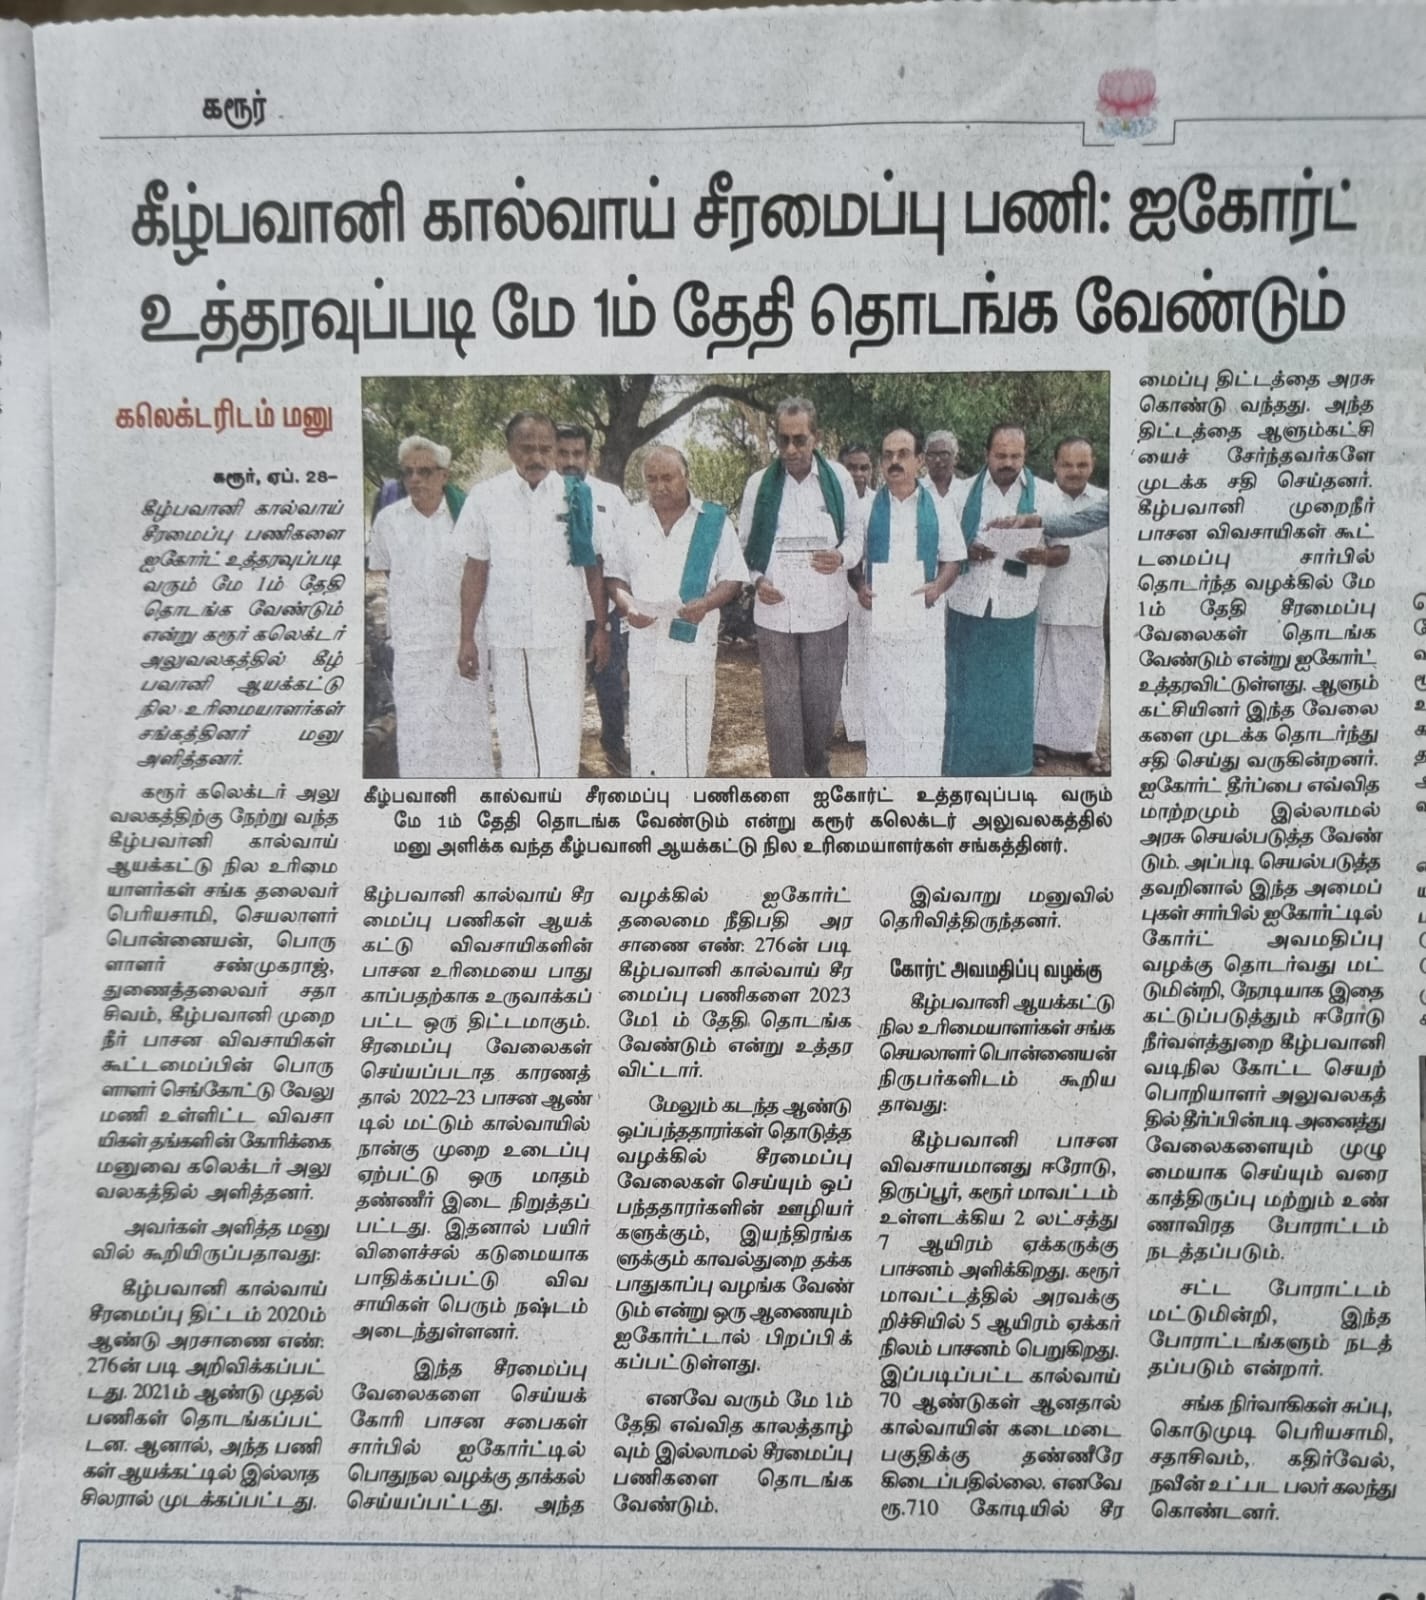 கரூர்
கீழ்பவானி கால்வாய் சீரமைப்பு பணி: ஐகோர்ட்
உத்தரவுப்படி மே 1ம் தேதி தொடங்க வேண்டும்
கலெக்டரிடம் மனு
கரூர், ஏப். 28–
கீழ்பவானி கால்வாய்
சீரமைப்பு பணிகளை
ஐகோர்ட் உத்தரவுப்படி
வரும் மே 1ம் தேதி
தொடங்க வேண்டும்
என்று கரூர் கலெக்டர்
அலுவலகத்தில் கீழ்
பவானி ஆயக்கட்டு
நில உரிமையாளர்கள்
சங்கத்தினர் மனு
அளித்தனர்.
கரூர் கலெக்டர் அலு
வலகத்திற்கு நேற்று வந்த
கீழ்பவானி கால்வாய்
ஆயக்கட்டு நில உரிமை
யாளர்கள் சங்க தலைவர்
பெரியசாமி, செயலாளர்
பொன்னையன், பொரு
ளாளர் சண்முகராஜ்,
துணைத்தலைவர் சதா
சிவம், கீழ்பவானி முறை
நீர் பாசன விவசாயிகள்
கூட்டமைப்பின் பொரு
ளாளர் செங்கோட்டு வேலு
மணி உள்ளிட்ட விவசா
யிகள் தங்களின் கோரிக்கை
மனுவை கலெக்டர் அலு
வலகத்தில் அளித்தனர்.
அவர்கள் அளித்த மனு
வில் கூறியிருப்பதாவது:
கீழ்பவானி கால்வாய்
சீரமைப்பு திட்டம் 2020ம்
ஆண்டு அரசாணை எண்:
276ன் படி அறிவிக்கப்பட்
டது. 2021ம் ஆண்டு முதல்
பணிகள் தொடங்கப்பட்
டன. ஆனால், அந்த பணி
கள் ஆயக்கட்டில் இல்லாத
சிலரால் முடக்கப்பட்டது.
கீழ்பவானி கால்வாய் சீரமைப்பு பணிகளை ஐகோர்ட் உத்தரவுப்படி வரும்
மே 1ம் தேதி தொடங்க வேண்டும் என்று கரூர் கலெக்டர் அலுவலகத்தில்
மனு அளிக்க வந்த கீழ்பவானி ஆயக்கட்டு நில உரிமையாளர்கள் சங்கத்தினர்.
கீழ்பவானி கால்வாய் சீர
மைப்பு பணிகள் ஆயக்
கட்டு விவசாயிகளின்
பாசன உரிமையை பாது
காப்பதற்காக உருவாக்கப்
பட்ட ஒரு திட்டமாகும்.
சீரமைப்பு வேலைகள்
செய்யப்படாத காரணத்
தால் 2022–23 பாசன ஆண்
டில் மட்டும் கால்வாயில்
நான்கு முறை உடைப்பு
ஏற்பட்டு ஒரு மாதம்
தண்ணீர் இடை நிறுத்தப்
பட்டது. இதனால் பயிர்
விளைச்சல் கடுமையாக
பாதிக்கப்பட்டு விவ
சாயிகள் பெரும் நஷ்டம்
அடைந்துள்ளனர்.
இந்த சீரமைப்பு
வேலைகளை செய்யக்
கோரி பாசன சபைகள்
சார்பில் ஐகோர்ட்டில்
பொதுநல வழக்கு தாக்கல்
செய்யப்பட்டது. அந்த
வழக்கில் ஐகோர்ட்
தலைமை நீதிபதி அர
சாணை எண்: 276ன் படி
கீழ்பவானி கால்வாய் சீர
மைப்பு பணிகளை 2023
மே1 ம் தேதி தொடங்க
வேண்டும் என்று உத்தர
விட்டார்.
மேலும் கடந்த ஆண்டு
ஒப்பந்ததாரர்கள் தொடுத்த
வழக்கில் சீரமைப்பு
வேலைகள் செய்யும் ஒப்
பந்ததாரர்களின் ஊழியர்
களுக்கும், இயந்திரங்க
ளுக்கும் காவல்துறை தக்க
பாதுகாப்பு வழங்க வேண்
டும் என்று ஒரு ஆணையும்
ஐகோர்ட்டால் பிறப்பிக்
கப்பட்டுள்ளது.
எனவே வரும் மே 1ம்
தேதி எவ்வித காலத்தாழ்
வும் இல்லாமல் சீரமைப்பு
பணிகளை தொடங்க
வேண்டும்.
இவ்வாறு மனுவில்
தெரிவித்திருந்தனர்.
கோர்ட் அவமதிப்பு வழக்கு
கீழ்பவானி ஆயக்கட்டு
நில உரிமையாளர்கள் சங்க
செயலாளர் பொன்னையன்
நிருபர்களிடம் கூறிய
தாவது:
கீழ்பவானி பாசன
விவசாயமானது ஈரோடு,
திருப்பூர், கரூர் மாவட்டம்
உள்ளடக்கிய 2 லட்சத்து
7 ஆயிரம் ஏக்கருக்கு
பாசனம் அளிக்கிறது. கரூர்
மாவட்டத்தில் அரவக்கு
றிச்சியில் 5 ஆயிரம் ஏக்கர்
நிலம் பாசனம் பெறுகிறது.
இப்படிப்பட்ட கால்வாய்
70 ஆண்டுகள் ஆனதால்
கால்வாயின் கடைமடை
பகுதிக்கு தண்ணீரே
கிடைப்பதில்லை. எனவே
ரூ.710 கோடியில் சீர
மைப்பு திட்டத்தை அரசு
கொண்டு வந்தது. அந்த
திட்டத்தை ஆளும்கட்சி
யைச் சேர்ந்தவர்களே
முடக்க சதி செய்தனர்.
கீழ்பவானி முறைநீர்
பாசன விவசாயிகள் கூட்
டமைப்பு சார்பில்
தொடர்ந்த வழக்கில் மே
1ம் தேதி சீரமைப்பு
வேலைகள் தொடங்க
வேண்டும் என்று ஐகோர்ட்
உத்தரவிட்டுள்ளது. ஆளும்
கட்சியினர் இந்த வேலை
களை முடக்க தொடர்ந்து
சதி செய்து வருகின்றனர்.
ஐகோர்ட் தீர்ப்பை எவ்வித
மாற்றமும் இல்லாமல்
அரசு செயல்படுத்த வேண்
டும். அப்படி செயல்படுத்த
தவறினால் இந்த அமைப்
புகள் சார்பில் ஐகோர்ட்டில்
கோர்ட் அவமதிப்பு
வழக்கு தொடர்வது மட்
டுமின்றி, நேரடியாக இதை
கட்டுப்படுத்தும் ஈரோடு
நீர்வளத்துறை கீழ்பவானி
வடிநில கோட்ட செயற்
பொறியாளர் அலுவலகத்
தில் தீர்ப்பின்படி அனைத்து
வேலைகளையும் முழு
மையாக செய்யும் வரை
காத்திருப்பு மற்றும் உண்
ணாவிரத போராட்டம்
நடத்தப்படும்.
சட்ட போராட்டம்
மட்டுமின்றி, இந்த
போராட்டங்களும் நடத்
தப்படும் என்றார்.
சங்க நிர்வாகிகள் சுப்பு,
கொடுமுடி பெரியசாமி,
சதாசிவம், கதிர்வேல்,
நவீன் உட்பட பலர் கலந்து
கொண்டனர்.